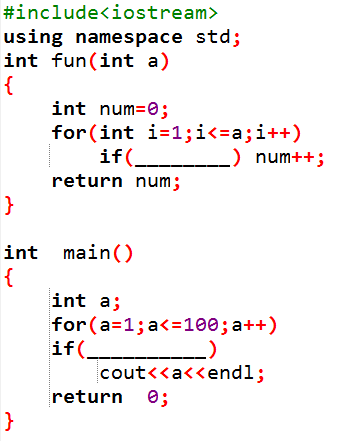 #include<iostream>
using namespace std;
int fun(int a)
{
int num=0;
for(int i=1;i<=a;i++)
if(________) num++;
return num;
}
int  main()
{
int a;
for(a=1;a<=100;a++)
if(__________)
cout<<a<<endl;
return  0;
}